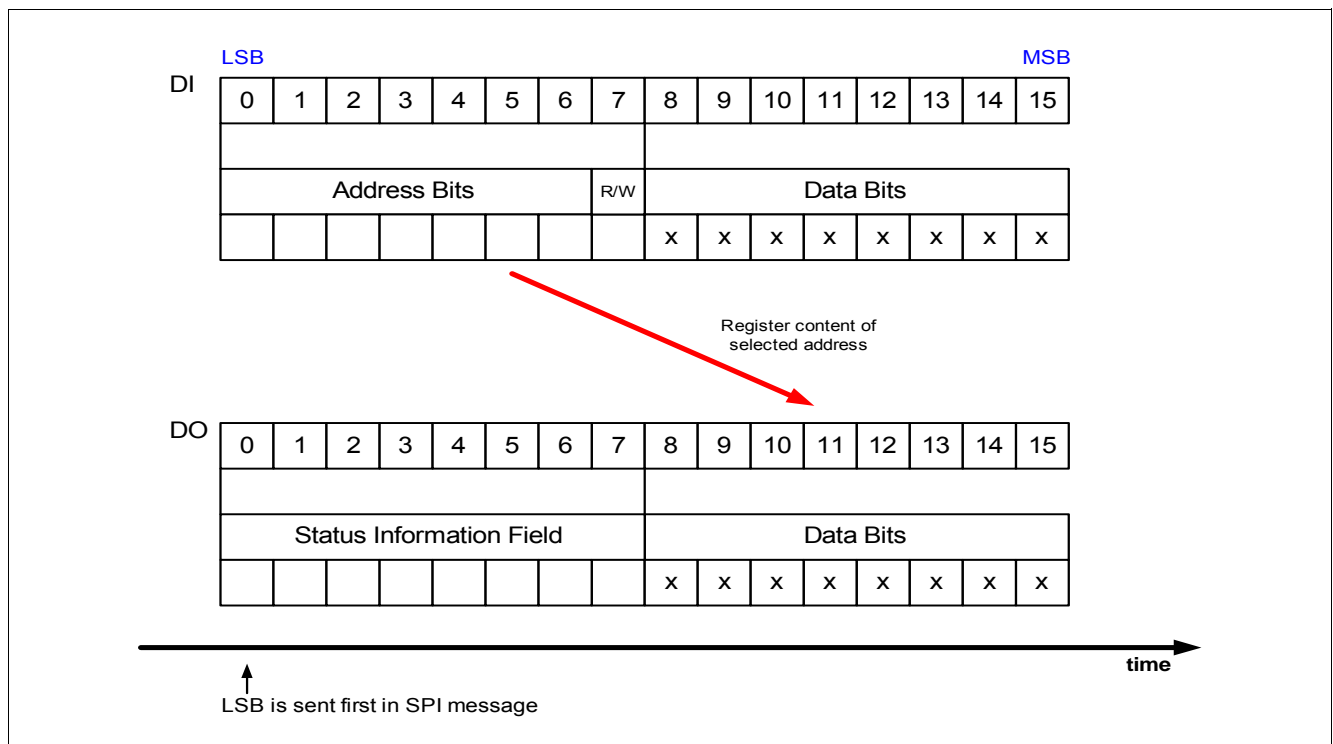 LSB MSB
DI 0 1 2 3 4 5 6 7 8 9 10 11 12 13 14 15
Address Bits R/W Data Bits
x x x x x x x x
Register content of
selected address
DO 0 1 2 3 4 5 6 7 8 9 10 11 12 13 14 15
Status Information Field Data Bits
x x x x x x x x
time
LSB is sent first in SPI message